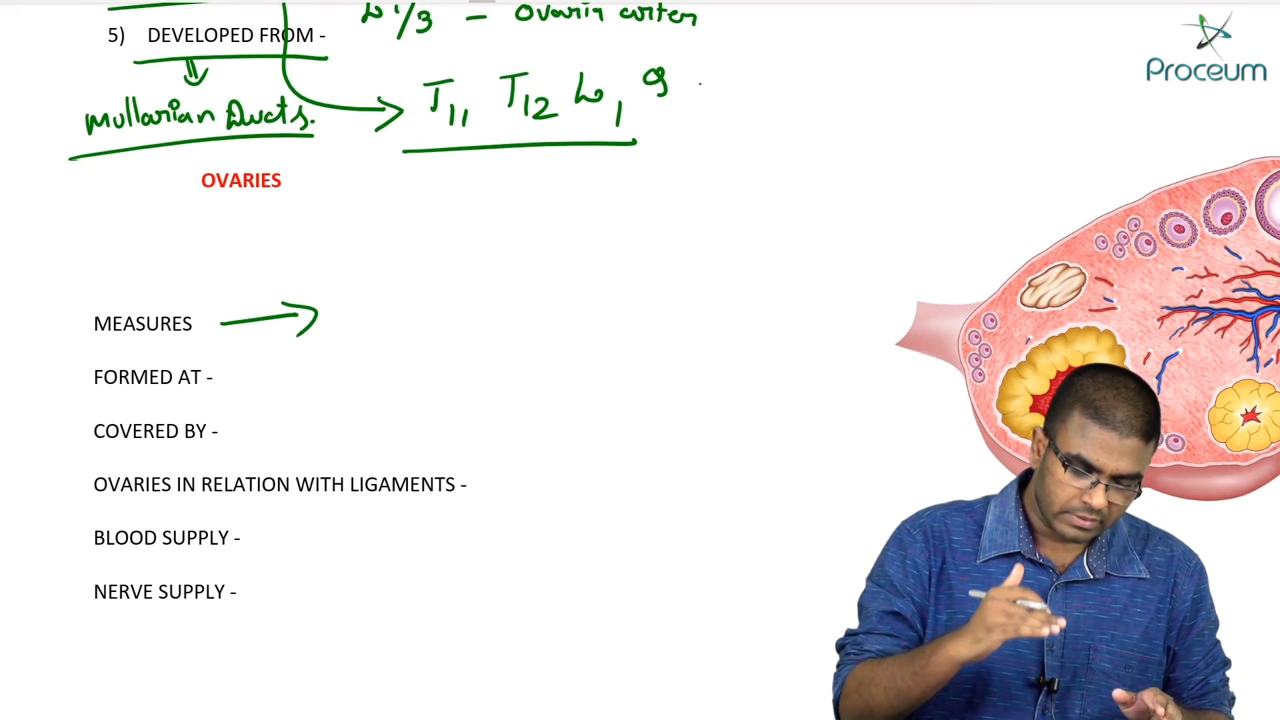 L 1/3 - Ovarin artery
5) DEVELOPED FROM -
Proceum
T11 T12 L1
mullarian Ducts.
OVARIES
MEASURES
FORMED AT -
COVERED BY -
OVARIES IN RELATION WITH LIGAMENTS -
BLOOD SUPPLY -
NERVE SUPPLY -